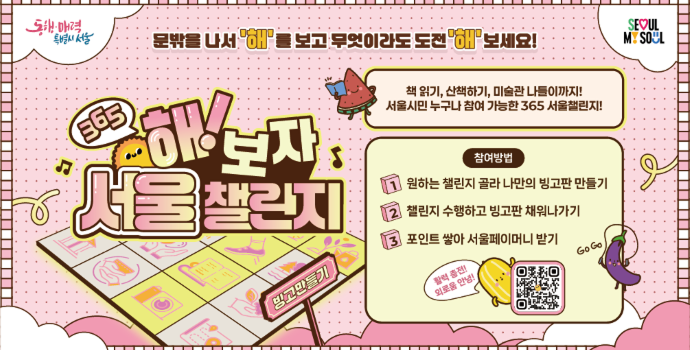 동행·매력
특별시 서울
문밖을 나서 '해'를 보고 무엇이라도 도전 '해' 보세요!
SEOUL
MY SOUL
책 읽기, 산책하기, 미술관 나들이까지!
서울시민 누구나 참여 가능한 365 서울챌린지!
365
해! 보자
서울 챌린지
참여방법
1 원하는 챌린지 골라 나만의 빙고판 만들기
2 챌린지 수행하고 빙고판 채워나가기
3 포인트 쌓아 서울페이머니 받기
GoGo
활력 충전!
외로움 안녕!
빙고만들기